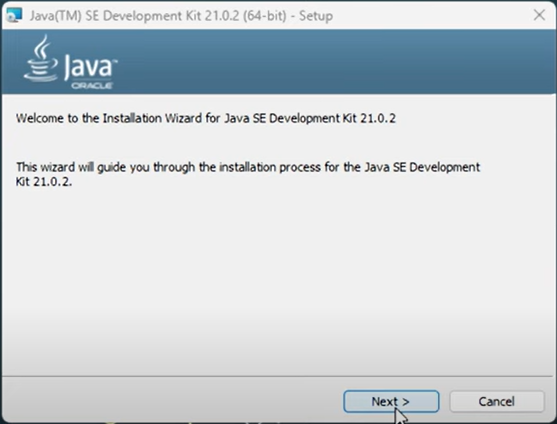 Java(TM) SE Development Kit 21.0.2 (64-bit) - Setup
Java™
ORACLE
Welcome to the Installation Wizard for Java SE Development Kit 21.0.2
This wizard will guide you through the installation process for the Java SE Development
Kit 21.0.2.
Next >
Cancel